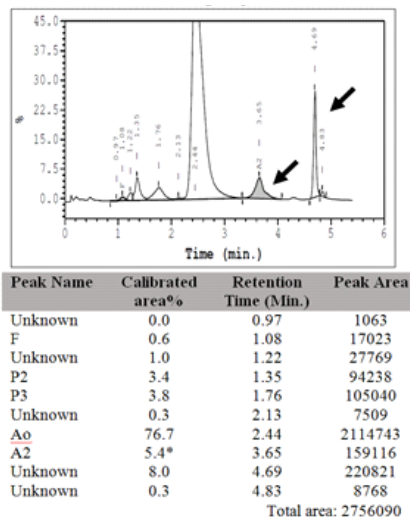 45.0
37.5
30.0
%
22.5
15.0
7.5
0.0
0.97
F 1.08
1.22
1.35
1.76
2.13
2.44
A2 3.65
4.69
4.83
0 1 2 3 4 5 6
Time (min.)
Peak Name Calibrated area% Retention Time (Min.) Peak Area
Unknown 0.0 0.97 1063
F 0.6 1.08 17023
Unknown 1.0 1.22 27769
P2 3.4 1.35 94238
P3 3.8 1.76 105040
Unknown 0.3 2.13 7509
Ao 76.7 2.44 2114743
A2 5.4* 3.65 159116
Unknown 8.0 4.69 220821
Unknown 0.3 4.83 8768
Total area: 2756090